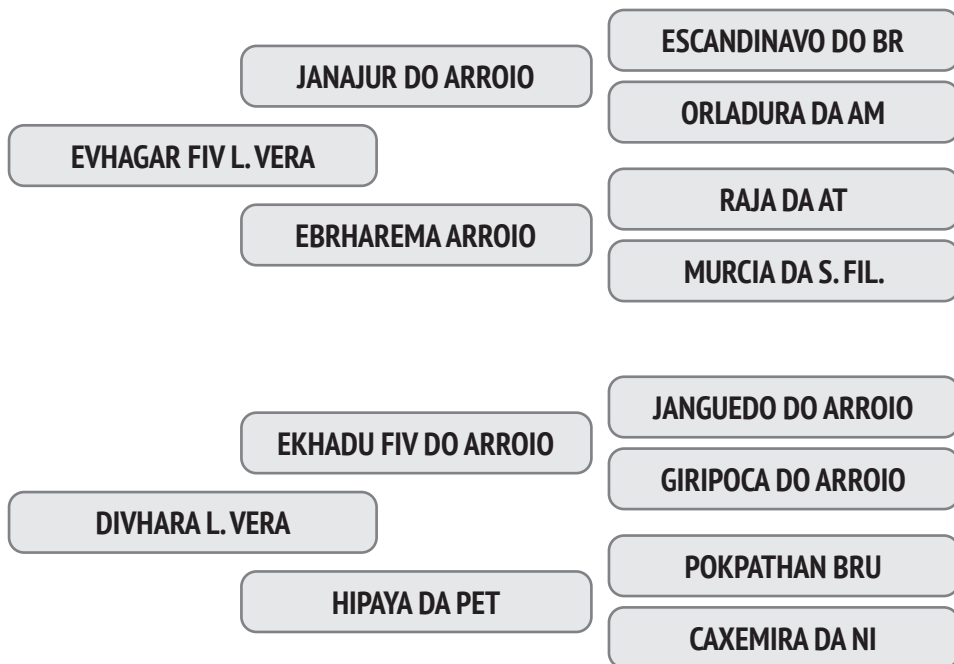 ESCANDINAVO DO BR
JANAJUR DO ARROIO
ORLADURA DA AM
EVHAGAR FIV L. VERA
RAJA DA AT
EBRHAREMA ARROIO
MURCIA DA S. FIL.
JANGUEDO DO ARROIO
EKHADU FIV DO ARROIO
GIRIPOCA DO ARROIO
DIVHARA L. VERA
POKPATHAN BRU
HIPAYA DA PET
CAXEMIRA DA NI